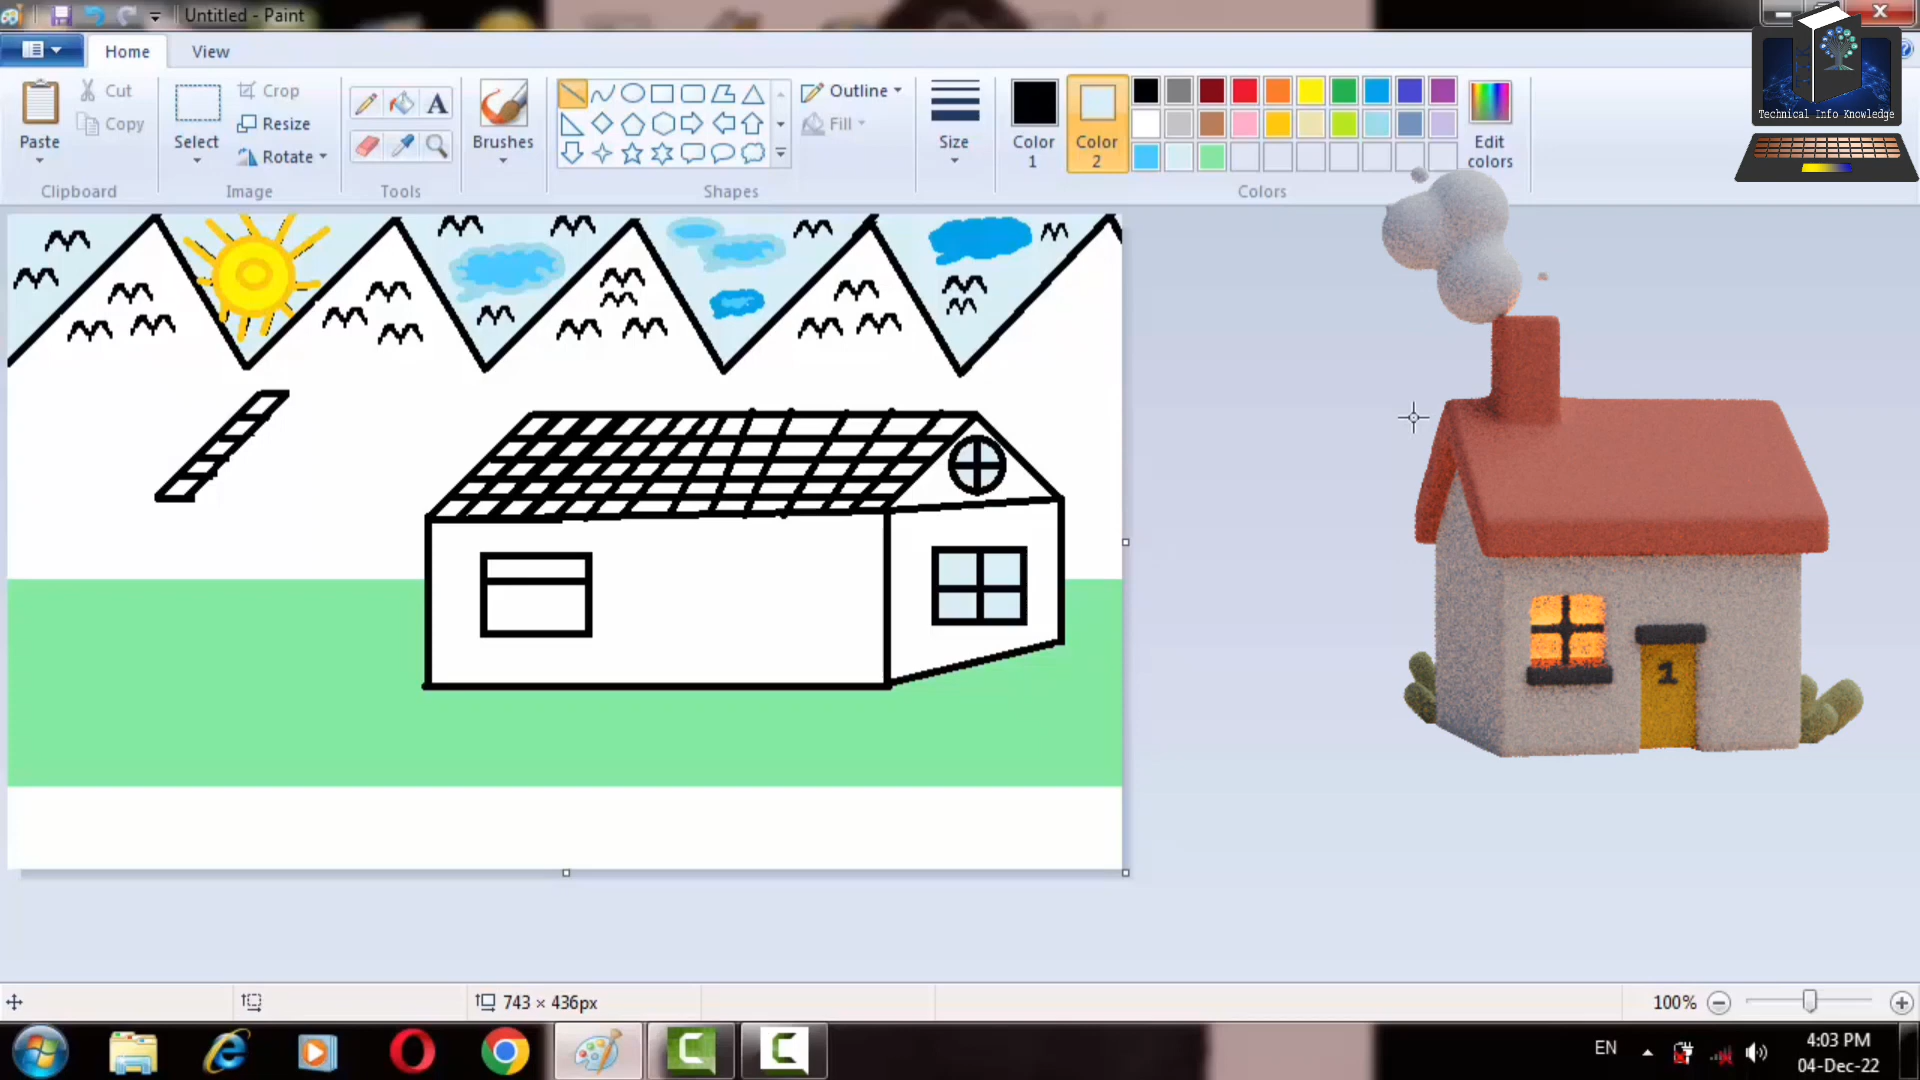 Untitled - Paint
Home View
Paste
Cut
Copy
Clipboard
Select
Crop
Resize
Rotate
Image
A
Tools
Brushes
Shapes
Outline
Fill
Size
Color
1
Color
2
Edit
colors
Colors
Technical Info Knowledge
1
743 × 436px
100%
EN
4:03 PM
04-Dec-22